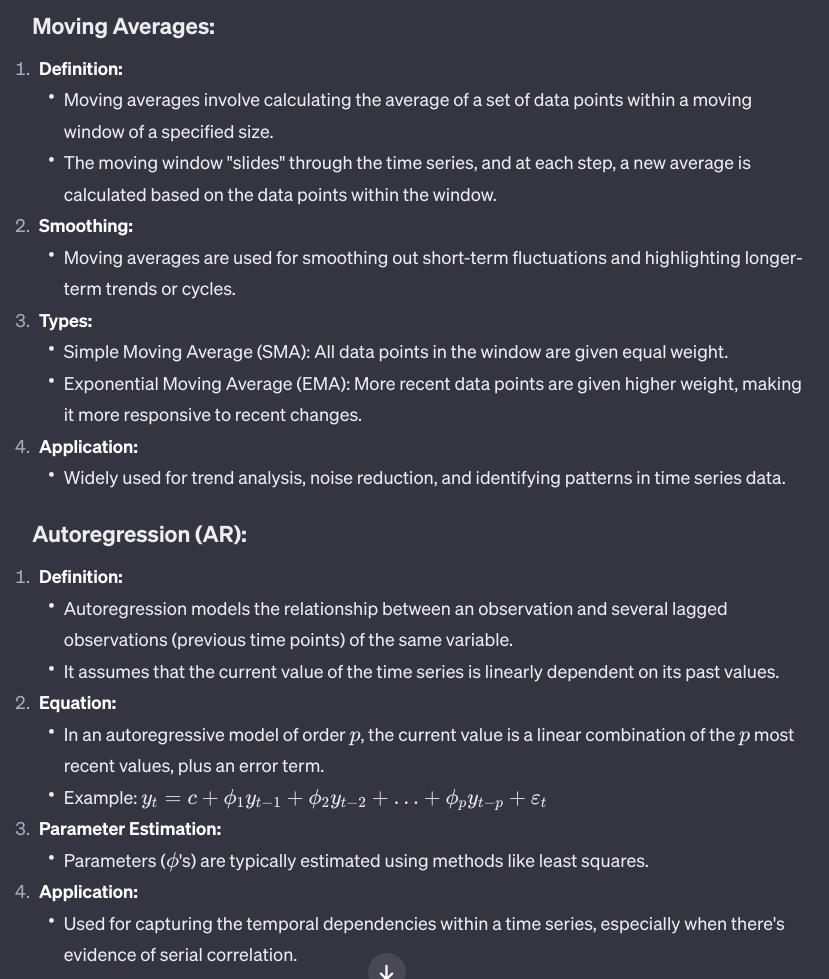 Moving Averages:
1. Definition:
• Moving averages involve calculating the average of a set of data points within a moving
window of a specified size.
• The moving window "slides" through the time series, and at each step, a new average is
calculated based on the data points within the window.
2. Smoothing:
• Moving averages are used for smoothing out short-term fluctuations and highlighting longer-
term trends or cycles.
3. Types:
• Simple Moving Average (SMA): All data points in the window are given equal weight.
• Exponential Moving Average (EMA): More recent data points are given higher weight, making
it more responsive to recent changes.
4. Application:
• Widely used for trend analysis, noise reduction, and identifying patterns in time series data.
Autoregression (AR):
1. Definition:
• Autoregression models the relationship between an observation and several lagged
observations (previous time points) of the same variable.
• It assumes that the current value of the time series is linearly dependent on its past values.
2. Equation:
• In an autoregressive model of order p, the current value is a linear combination of the p most
recent values, plus an error term.
• Example: yₜ = c + ϕ₁yₜ₋₁ + ϕ₂yₜ₋₂ + … + ϕₚyₜ₋ₚ + εₜ
3. Parameter Estimation:
• Parameters (ϕ's) are typically estimated using methods like least squares.
4. Application:
• Used for capturing the temporal dependencies within a time series, especially when there's
evidence of serial correlation.